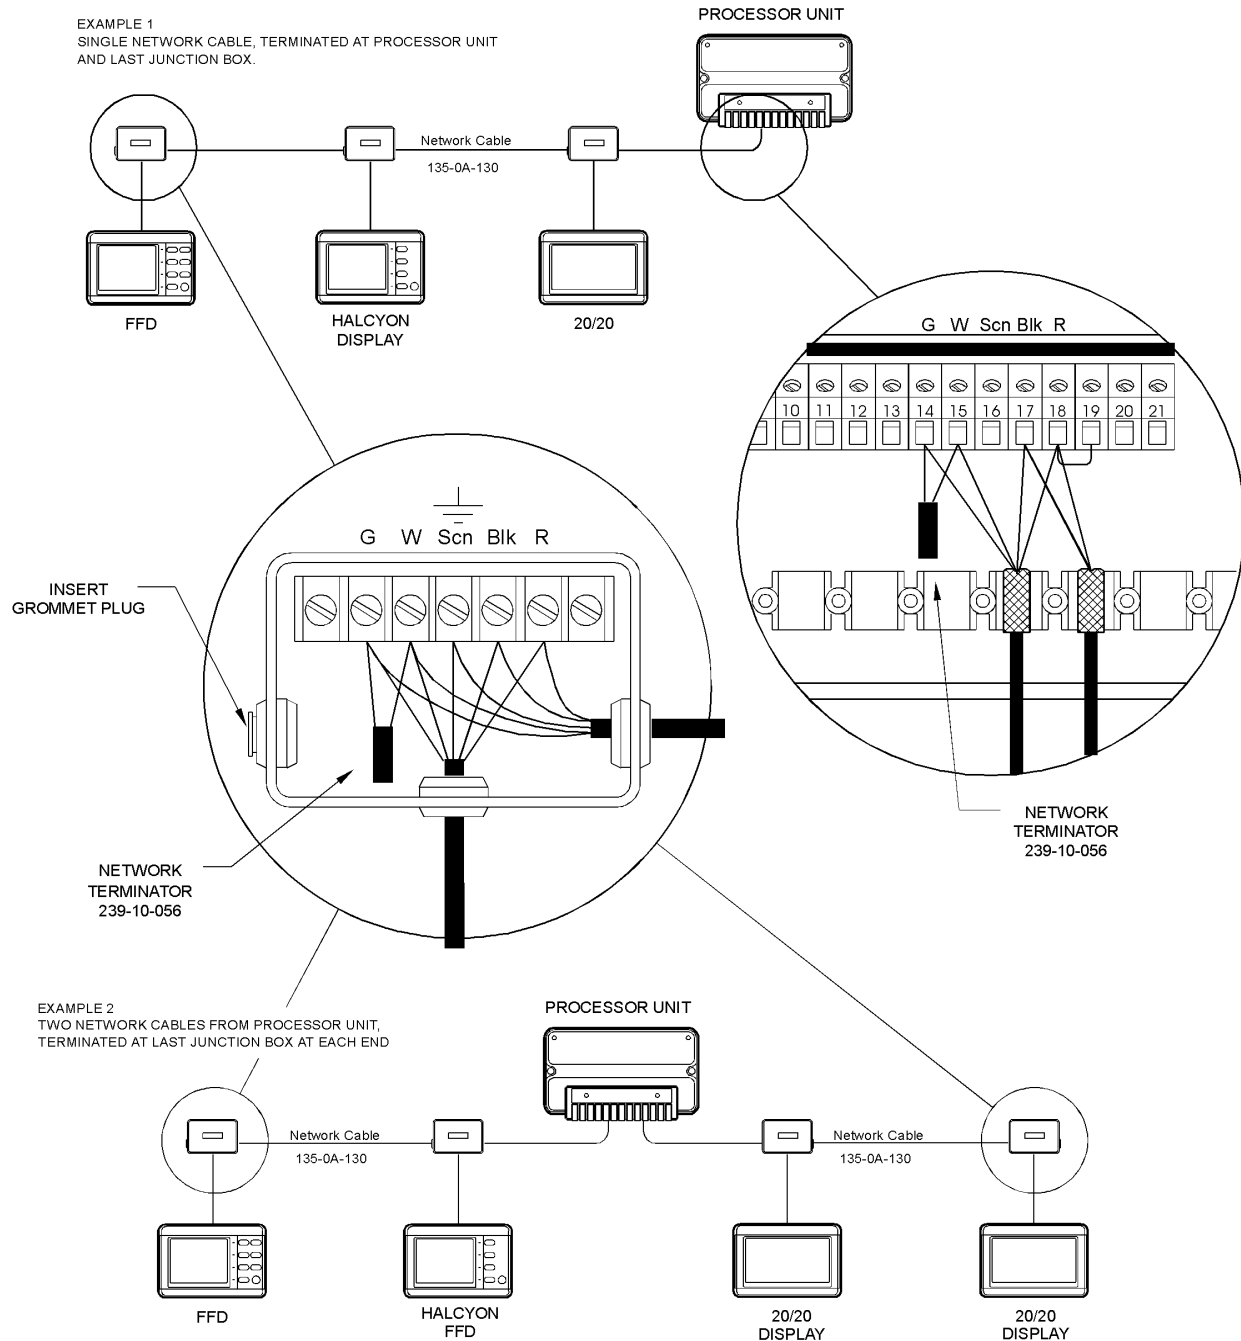 EXAMPLE 1
SINGLE NETWORK CABLE, TERMINATED AT PROCESSOR UNIT
AND LAST JUNCTION BOX.
PROCESSOR UNIT
Network Cable
135-0A-130
FFD
HALCYON
DISPLAY
20/20
G W Scn Blk R
10 11 12 13 14 15 16 17 18 19 20 21
NETWORK
TERMINATOR
239-10-056
G W Scn Blk R
INSERT
GROMMET PLUG
NETWORK
TERMINATOR
239-10-056
EXAMPLE 2
TWO NETWORK CABLES FROM PROCESSOR UNIT,
TERMINATED AT LAST JUNCTION BOX AT EACH END
PROCESSOR UNIT
Network Cable
135-0A-130
Network Cable
135-0A-130
FFD
HALCYON
FFD
20/20
DISPLAY
20/20
DISPLAY